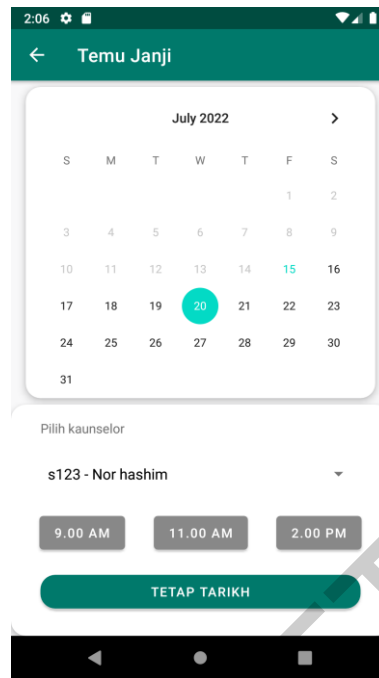 2:06
Temu Janji
July 2022
S M T W T F S
1 2
3 4 5 6 7 8 9
10 11 12 13 14 15 16
17 18 19 20 21 22 23
24 25 26 27 28 29 30
31
Pilih kaunselor
s123 - Nor hashim
9.00 AM 11.00 AM 2.00 PM
TETAP TARIKH